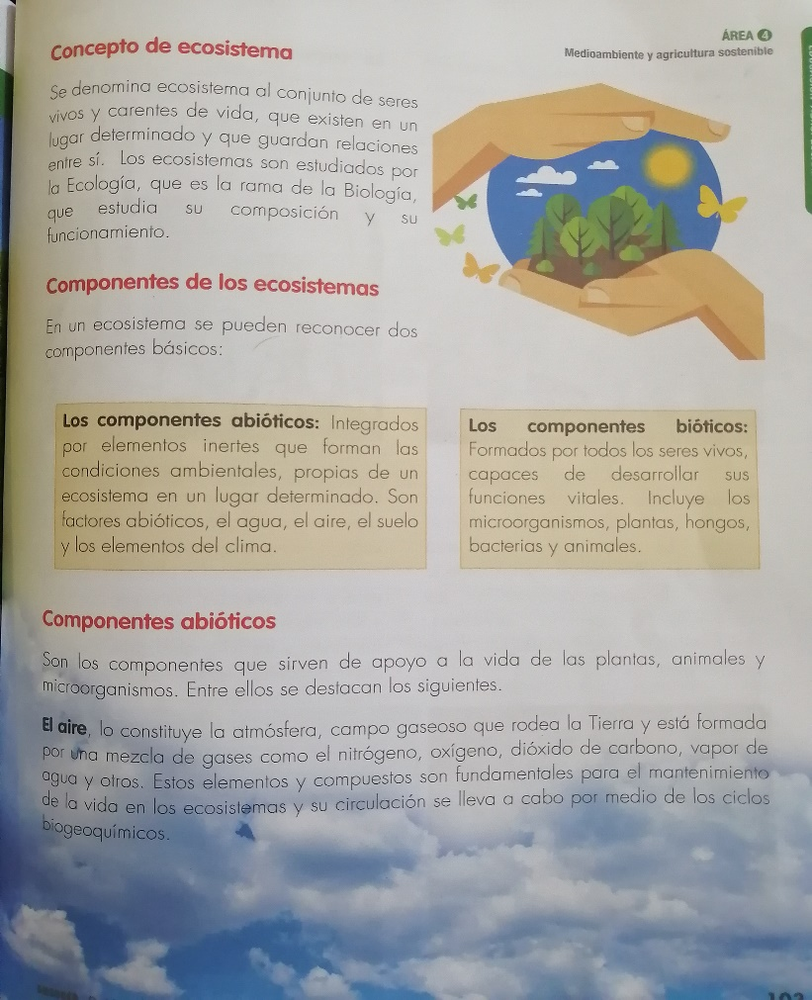 ÁREA 4
Medioambiente y agricultura sostenible
Concepto de ecosistema
Se denomina ecosistema al conjunto de seres
vivos y carentes de vida, que existen en un
lugar determinado y que guardan relaciones
entre sí. Los ecosistemas son estudiados por
la Ecología, que es la rama de la Biología,
que estudia su composición y su
funcionamiento.
Componentes de los ecosistemas
En un ecosistema se pueden reconocer dos
componentes básicos:
Los componentes abióticos: Integrados
por elementos inertes que forman las
condiciones ambientales, propias de un
ecosistema en un lugar determinado. Son
factores abióticos, el agua, el aire, el suelo
y los elementos del clima.
Los componentes bióticos:
Formados por todos los seres vivos,
capaces de desarrollar sus
funciones vitales. Incluye los
microorganismos, plantas, hongos,
bacterias y animales.
Componentes abióticos
Son los componentes que sirven de apoyo a la vida de las plantas, animales y
microorganismos. Entre ellos se destacan los siguientes.
El aire, lo constituye la atmósfera, campo gaseoso que rodea la Tierra y está formada
por una mezcla de gases como el nitrógeno, oxígeno, dióxido de carbono, vapor de
agua y otros. Estos elementos y compuestos son fundamentales para el mantenimiento
de la vida en los ecosistemas y su circulación se lleva a cabo por medio de los ciclos
biogeoquímicos.